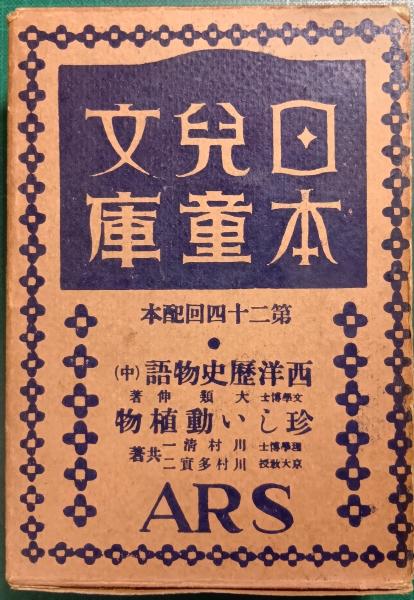 日本
兒童
文庫
第二十四回配本
西洋歷史物語(中)
文學博士 大類伸著
珍しい動植物
理學博士 川村清一
京大教授 川村多實二
共著
ARS